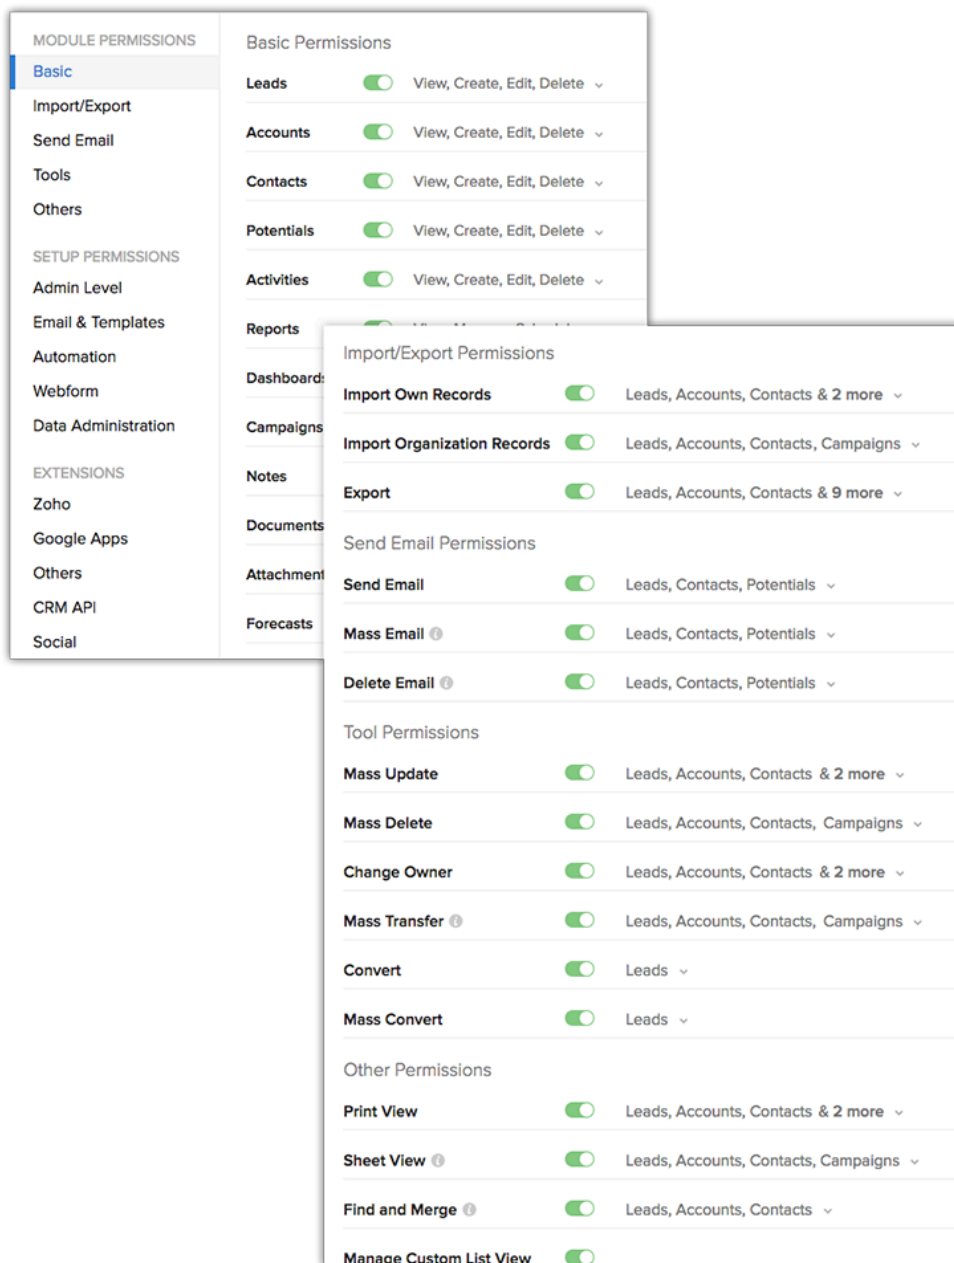 MODULE PERMISSIONS
Basic
Import/Export
Send Email
Tools
Others
SETUP PERMISSIONS
Admin Level
Email & Templates
Automation
Webform
Data Administration
EXTENSIONS
Zoho
Google Apps
Others
CRM API
Social
Basic Permissions
Leads View, Create, Edit, Delete
Accounts View, Create, Edit, Delete
Contacts View, Create, Edit, Delete
Potentials View, Create, Edit, Delete
Activities View, Create, Edit, Delete
Reports
Dashboards
Campaigns
Notes
Documents
Attachment
Forecasts
Import/Export Permissions
Import Own Records Leads, Accounts, Contacts & 2 more
Import Organization Records Leads, Accounts, Contacts, Campaigns
Export Leads, Accounts, Contacts & 9 more
Send Email Permissions
Send Email Leads, Contacts, Potentials
Mass Email Leads, Contacts, Potentials
Delete Email Leads, Contacts, Potentials
Tool Permissions
Mass Update Leads, Accounts, Contacts & 2 more
Mass Delete Leads, Accounts, Contacts, Campaigns
Change Owner Leads, Accounts, Contacts & 2 more
Mass Transfer Leads, Accounts, Contacts, Campaigns
Convert Leads
Mass Convert Leads
Other Permissions
Print View Leads, Accounts, Contacts & 2 more
Sheet View Leads, Accounts, Contacts, Campaigns
Find and Merge Leads, Accounts, Contacts
Manage Custom List View